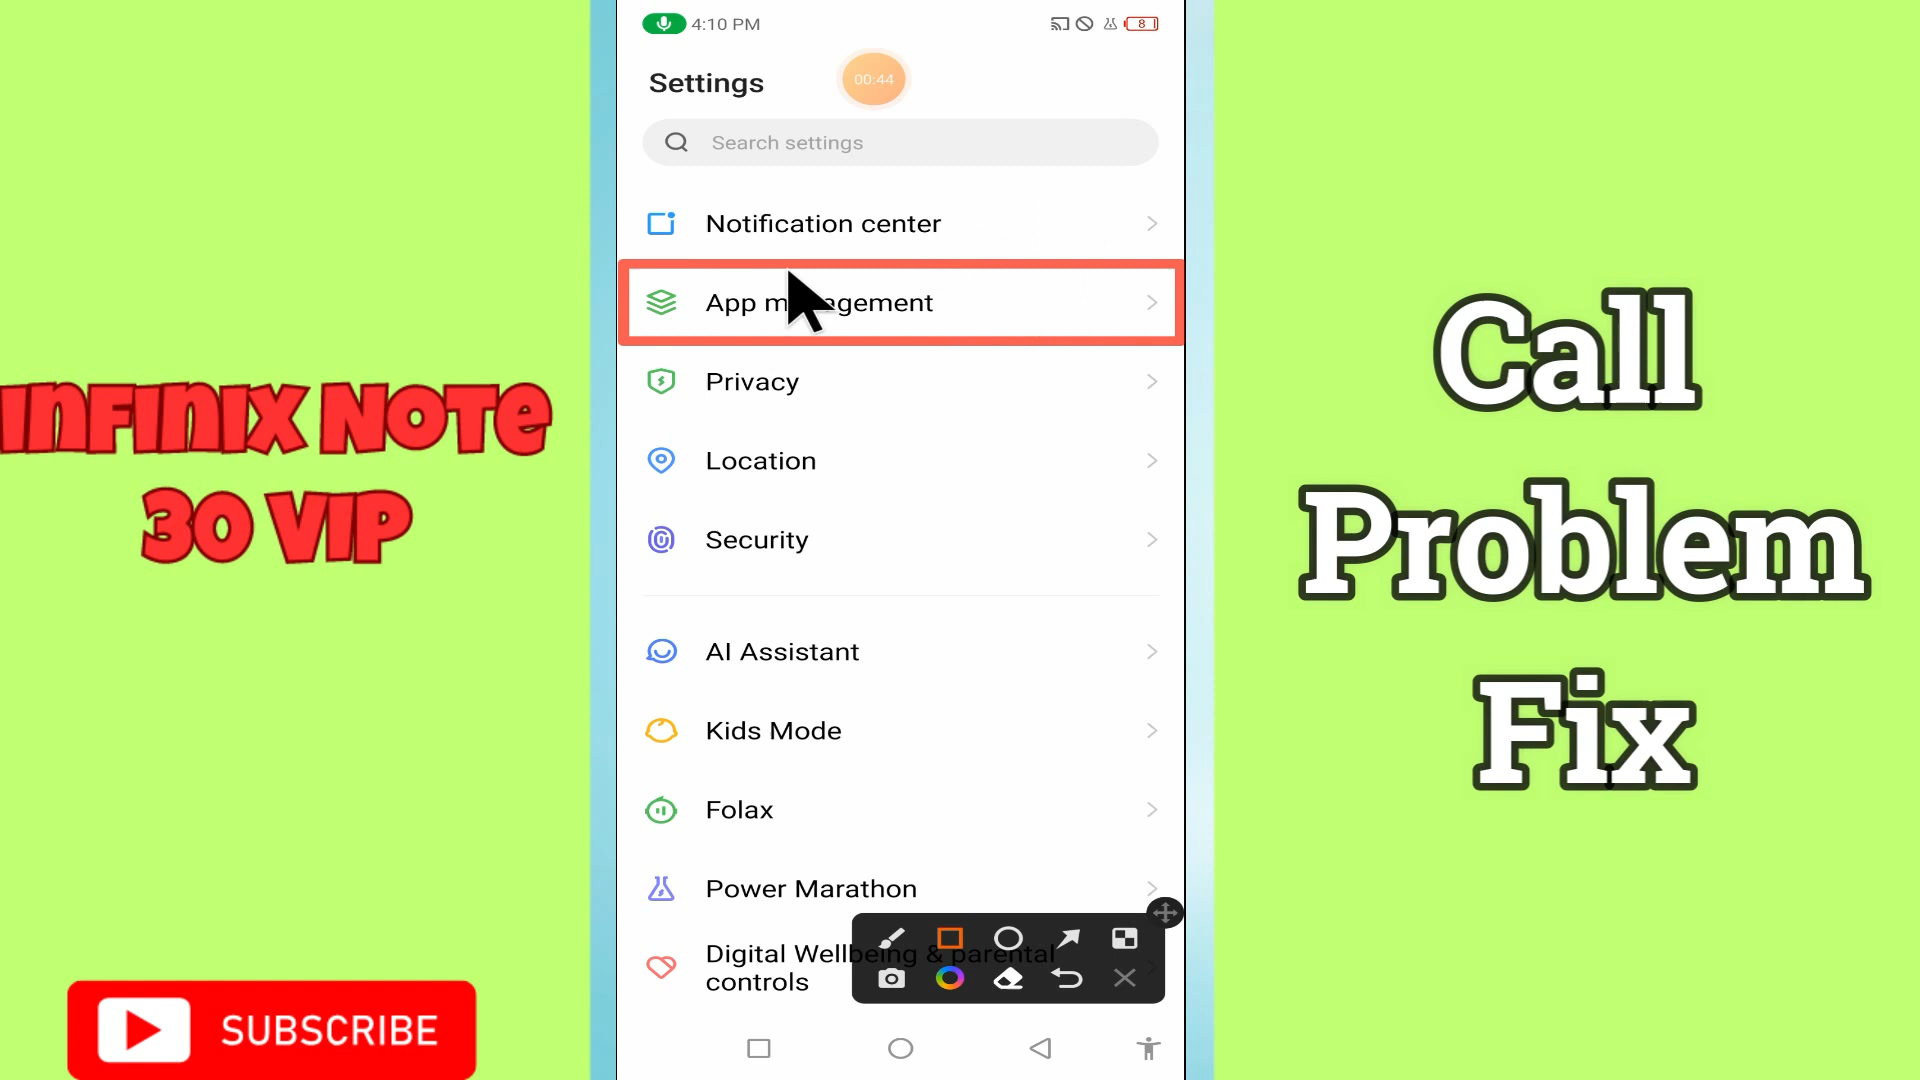 4:10 PM
8
Settings
00:44
Search settings
Notification center
App management
Privacy
Location
Security
AI Assistant
Kids Mode
Folax
Power Marathon
Digital Wellbeing & parental
controls
INFINIX NOTE
30 VIP
SUBSCRIBE
Call
Problem
Fix